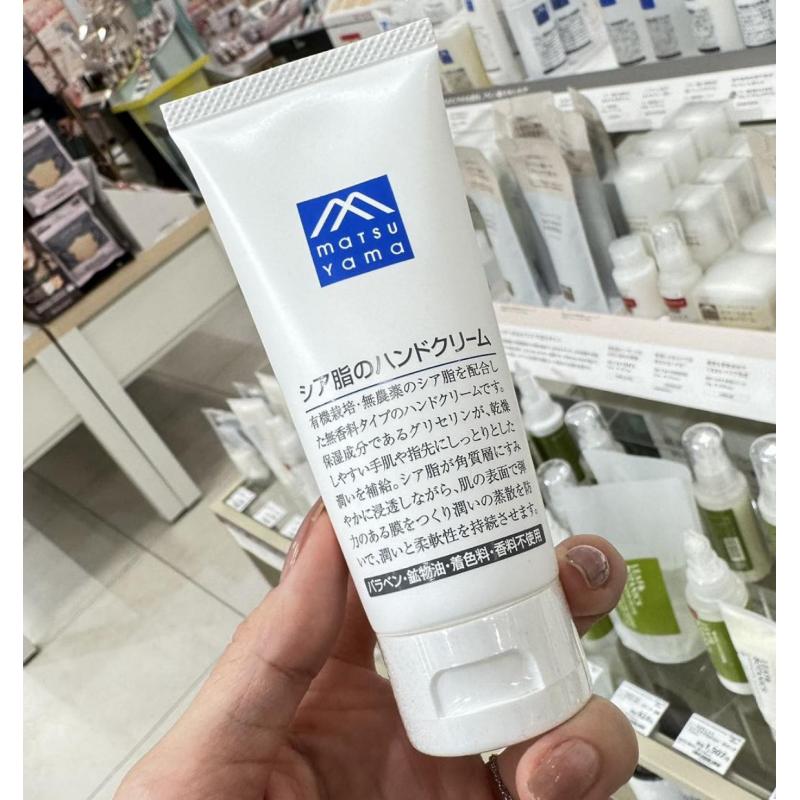 matsu
yama
シア脂のハンドクリーム
有機栽培・無農薬のシア脂を配合し
た無香料タイプのハンドクリームです。
保湿成分であるグリセリンが、乾燥
しやすい手肌や指先にしっとりとした
潤いを補給。シア脂が角質層にすみ
やかに浸透しながら、肌の表面で弾
力のある膜をつくり潤いの蒸散を防
いで、潤いと柔軟性を持続させます。
パラベン・鉱物油・着色料・香料不使用